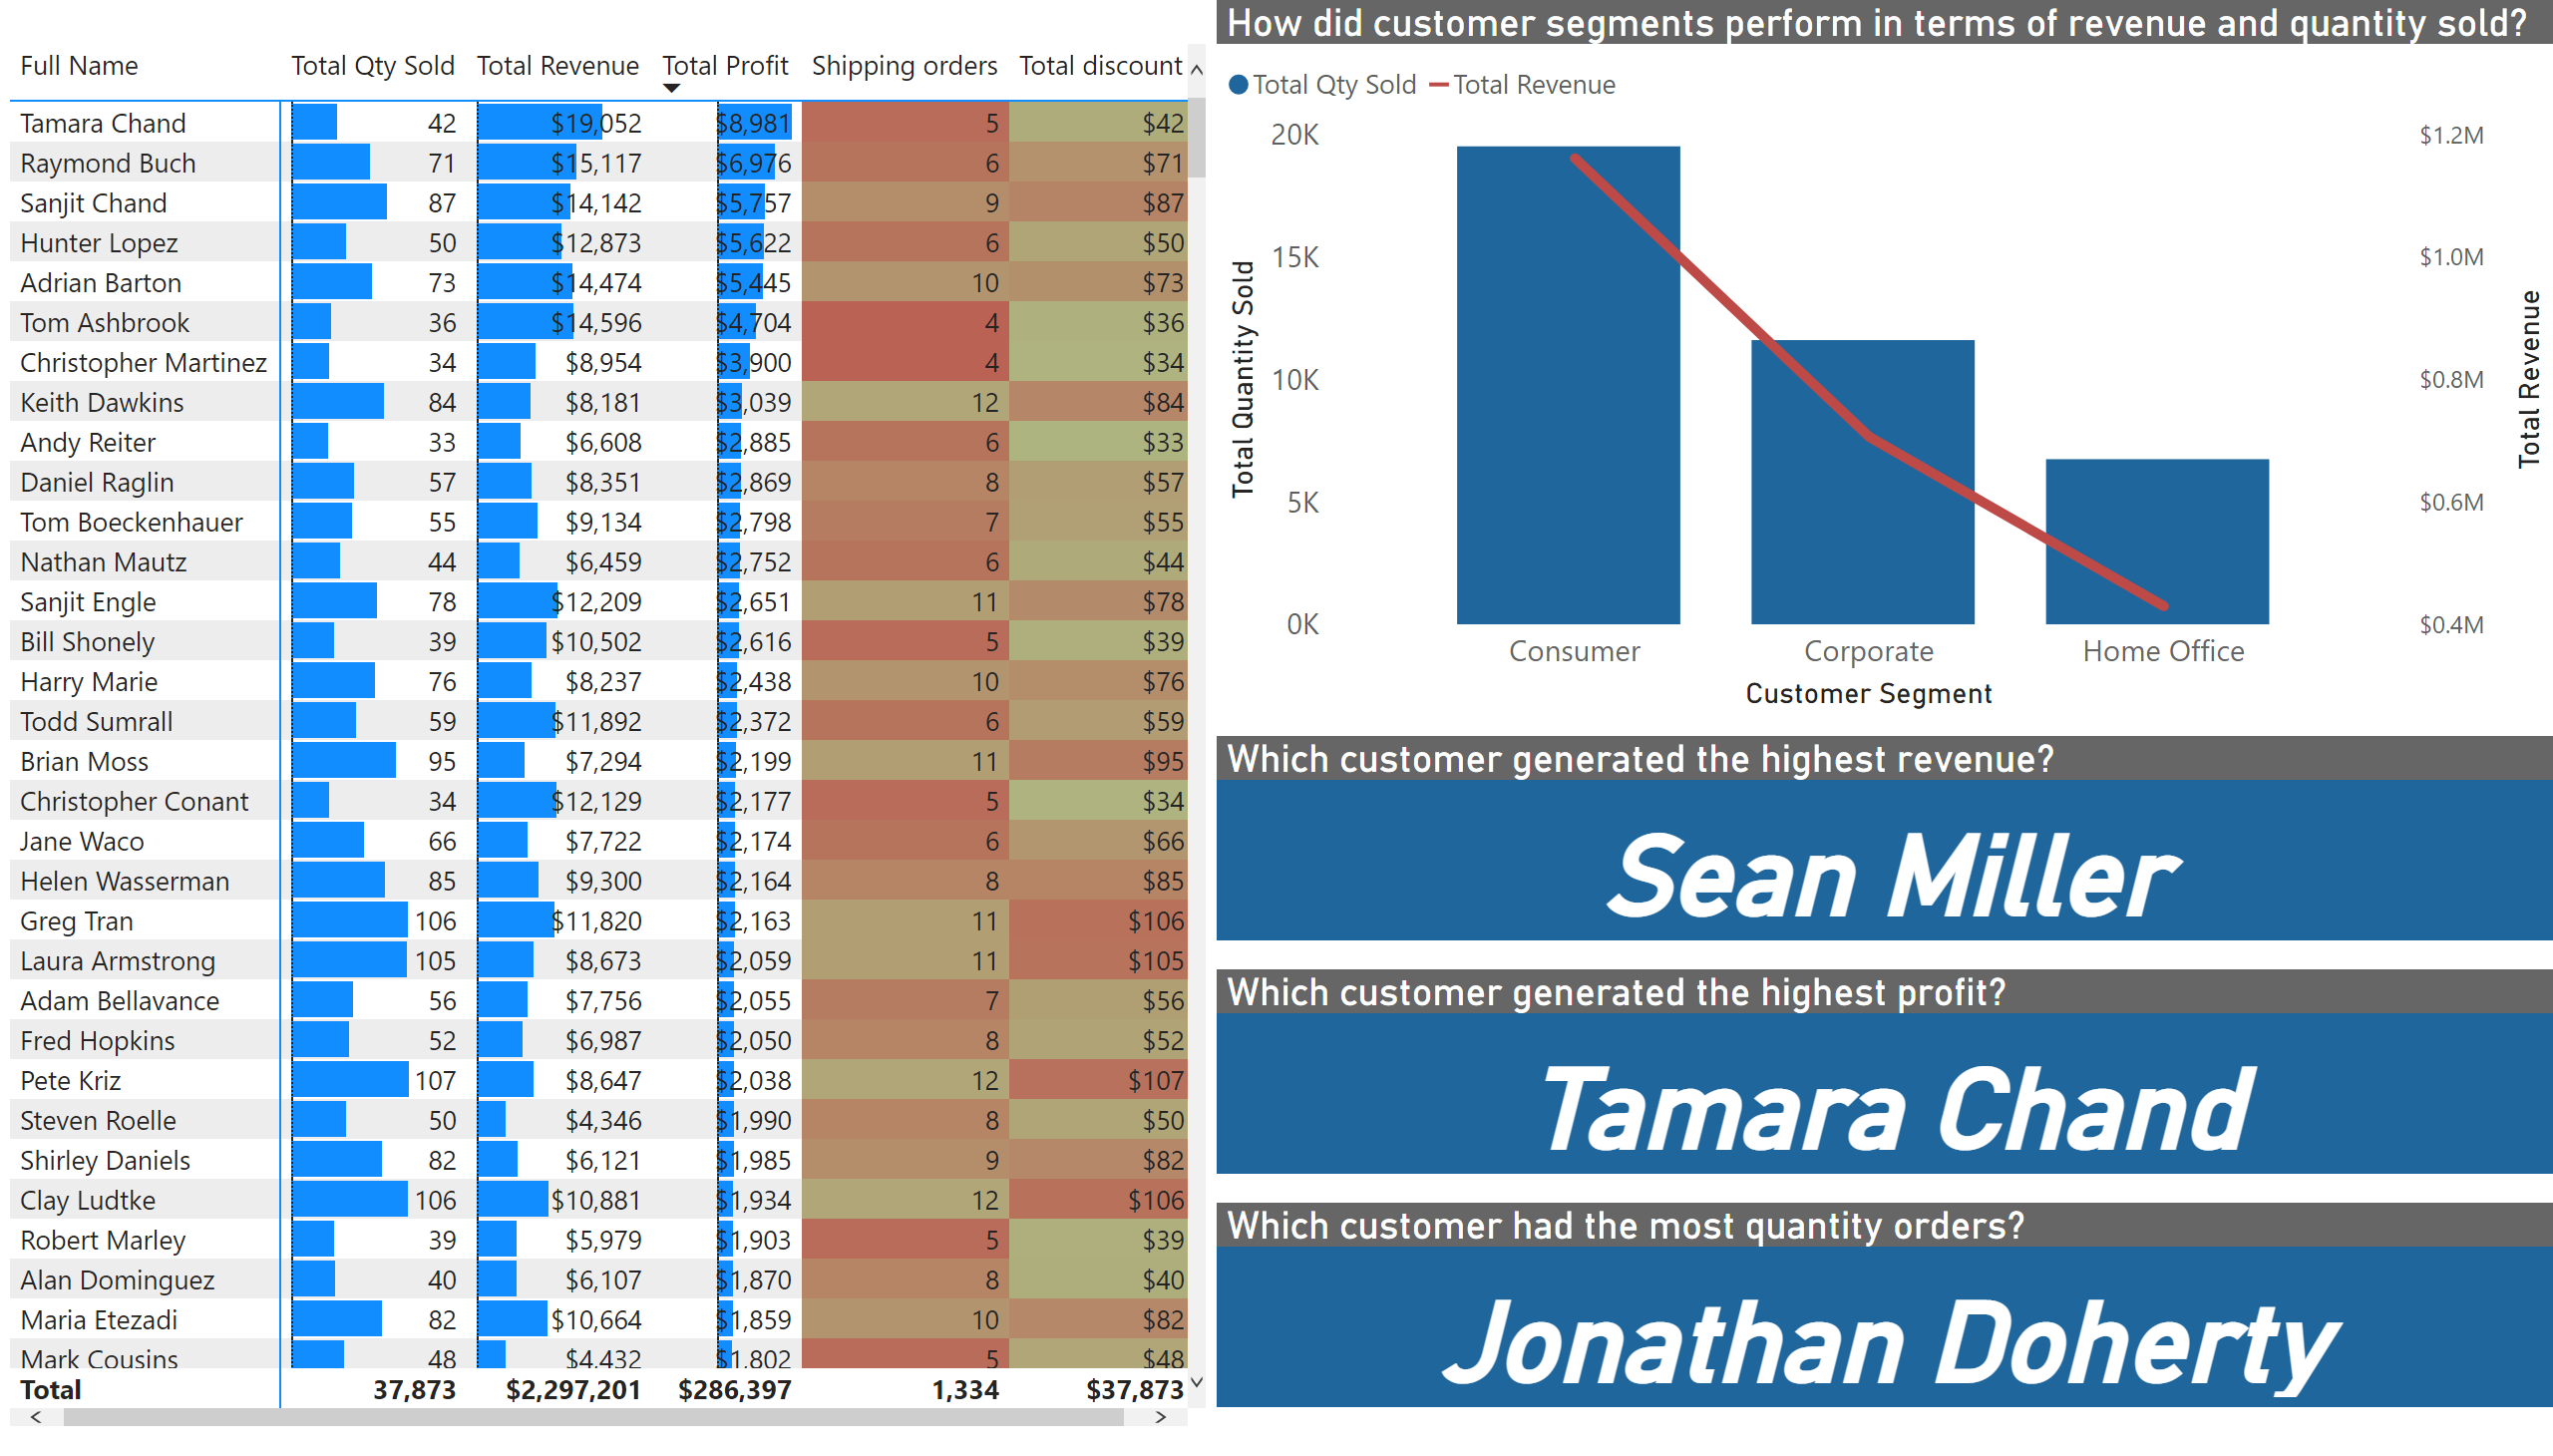 Full Name Total Qty Sold Total Revenue Total Profit Shipping orders Total discount
Tamara Chand 42 $19,052 $8,981 5 $42
Raymond Buch 71 $15,117 $6,976 6 $71
Sanjit Chand 87 $14,142 $5,757 9 $87
Hunter Lopez 50 $12,873 $5,622 6 $50
Adrian Barton 73 $14,474 $5,445 10 $73
Tom Ashbrook 36 $14,596 $4,704 4 $36
Christopher Martinez 34 $8,954 $3,900 4 $34
Keith Dawkins 84 $8,181 $3,039 12 $84
Andy Reiter 33 $6,608 $2,885 6 $33
Daniel Raglin 57 $8,351 $2,869 8 $57
Tom Boeckenhauer 55 $9,134 $2,798 7 $55
Nathan Mautz 44 $6,459 $2,752 6 $44
Sanjit Engle 78 $12,209 $2,651 11 $78
Bill Shonely 39 $10,502 $2,616 5 $39
Harry Marie 76 $8,237 $2,438 10 $76
Todd Sumrall 59 $11,892 $2,372 6 $59
Brian Moss 95 $7,294 $2,199 11 $95
Christopher Conant 34 $12,129 $2,177 5 $34
Jane Waco 66 $7,722 $2,174 6 $66
Helen Wasserman 85 $9,300 $2,164 8 $85
Greg Tran 106 $11,820 $2,163 11 $106
Laura Armstrong 105 $8,673 $2,059 11 $105
Adam Bellavance 56 $7,756 $2,055 7 $56
Fred Hopkins 52 $6,987 $2,050 8 $52
Pete Kriz 107 $8,647 $2,038 12 $107
Steven Roelle 50 $4,346 $1,990 8 $50
Shirley Daniels 82 $6,121 $1,985 9 $82
Clay Ludtke 106 $10,881 $1,934 12 $106
Robert Marley 39 $5,979 $1,903 5 $39
Alan Dominguez 40 $6,107 $1,870 8 $40
Maria Etezadi 82 $10,664 $1,859 10 $82
Mark Cousins 48 $4,432 $1,802 5 $48
Total 37,873 $2,297,201 $286,397 1,334 $37,873
How did customer segments perform in terms of revenue and quantity sold?
Total Qty Sold Total Revenue
20K $1.2M
15K $1.0M
10K $0.8M
5K $0.6M
0K $0.4M
Total Quantity Sold
Total Revenue
Consumer Corporate Home Office
Customer Segment
Which customer generated the highest revenue?
Sean Miller
Which customer generated the highest profit?
Tamara Chand
Which customer had the most quantity orders?
Jonathan Doherty